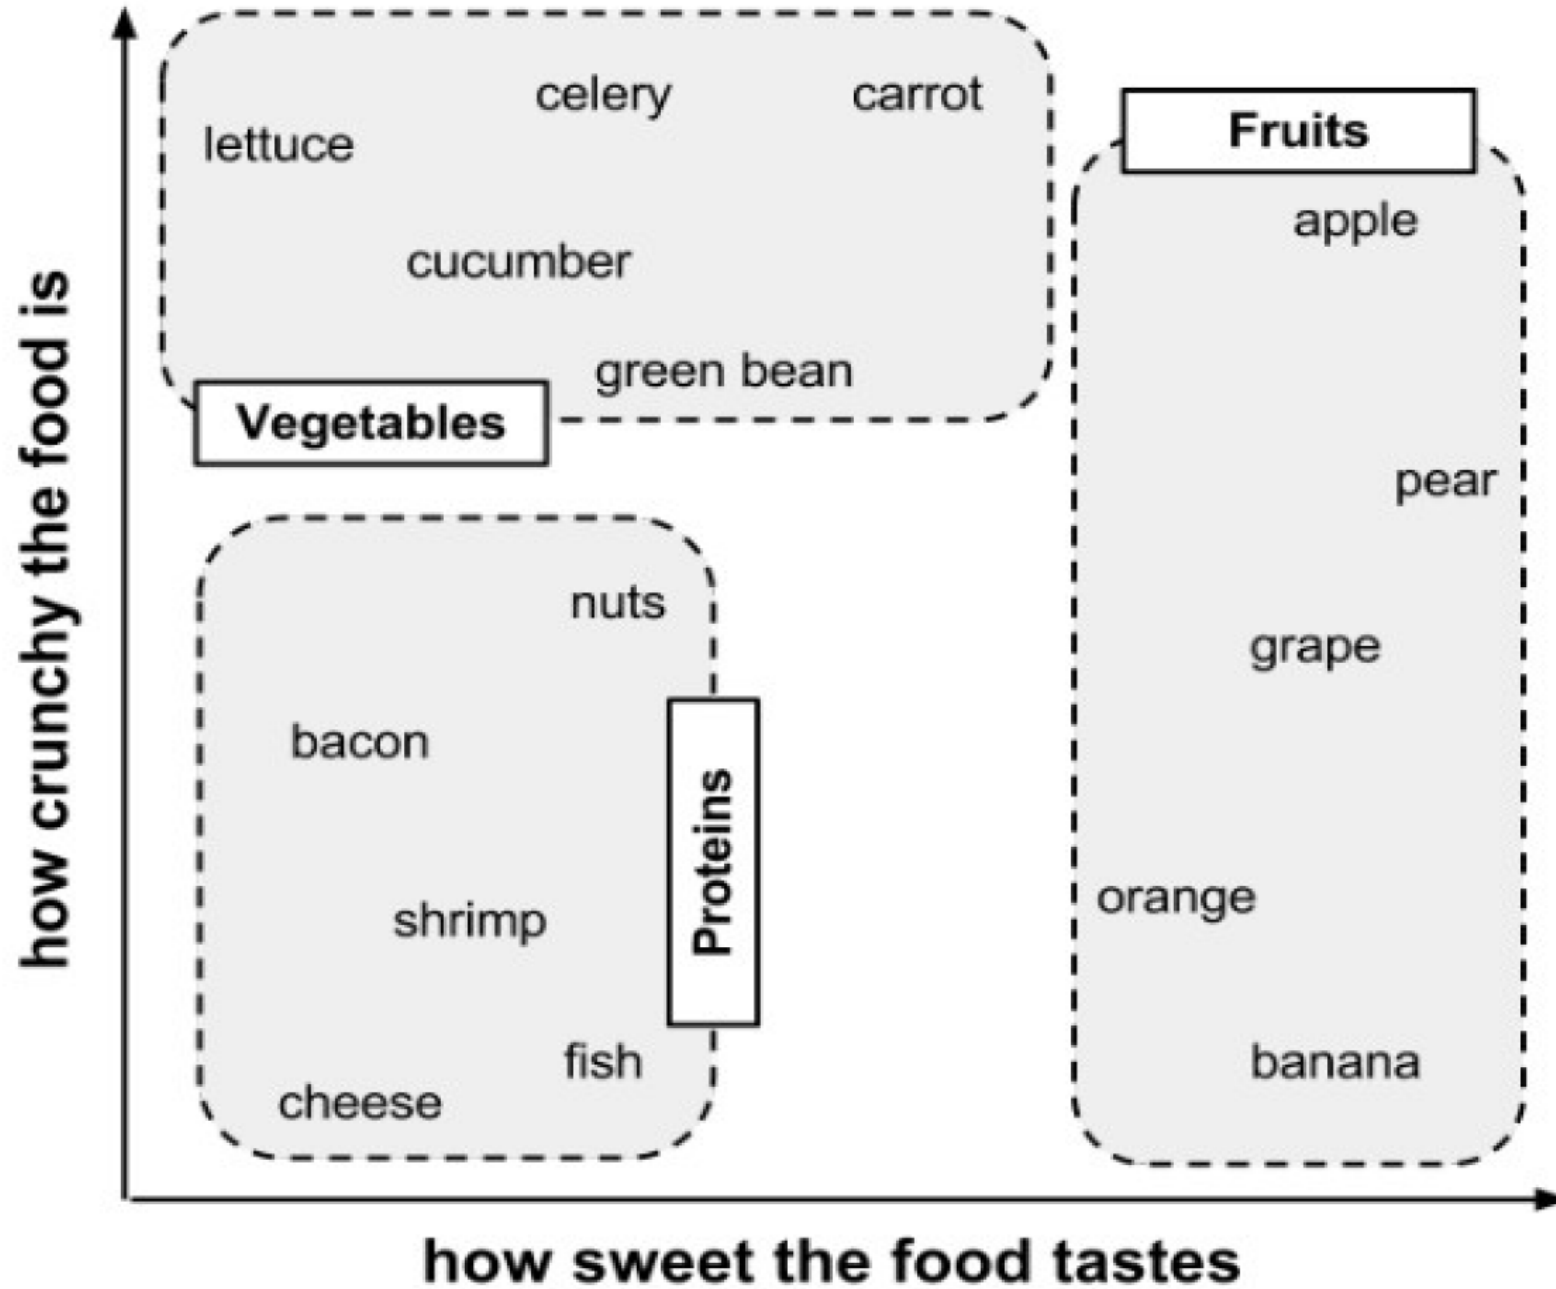 celery
carrot
lettuce
Fruits
apple
cucumber
green bean
Vegetables
pear
nuts
grape
bacon
Proteins
orange
shrimp
fish
banana
cheese
how crunchy the food is
how sweet the food tastes